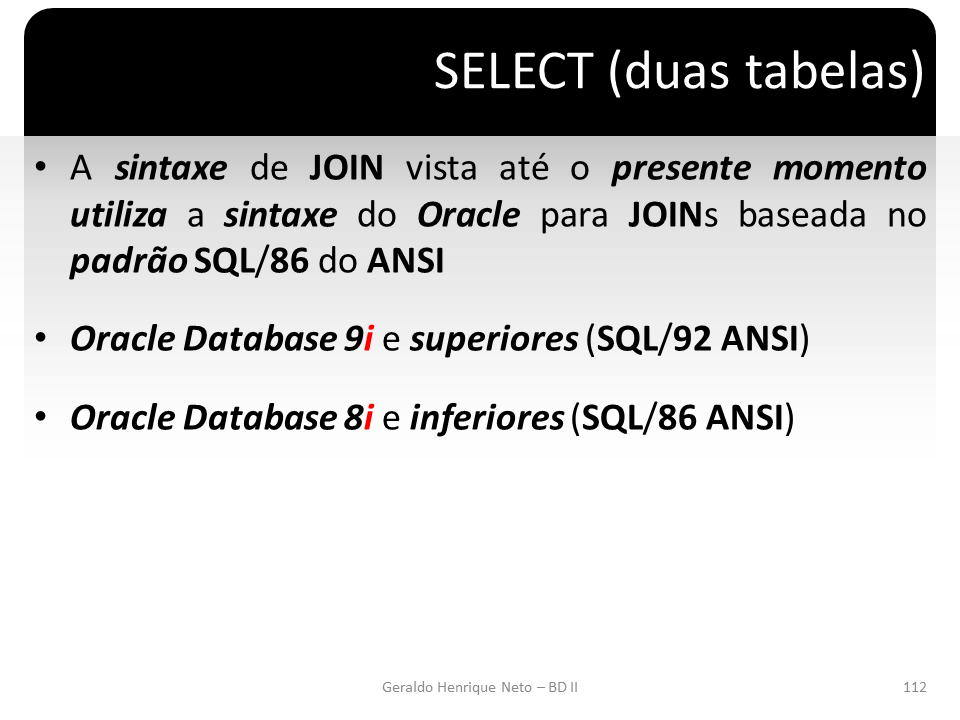 SELECT (duas tabelas)
• A sintaxe de JOIN vista até o presente momento
utiliza a sintaxe do Oracle para JOINs baseada no
padrão SQL/86 do ANSI
• Oracle Database 9i e superiores (SQL/92 ANSI)
• Oracle Database 8i e inferiores (SQL/86 ANSI)
Geraldo Henrique Neto – BD II
112